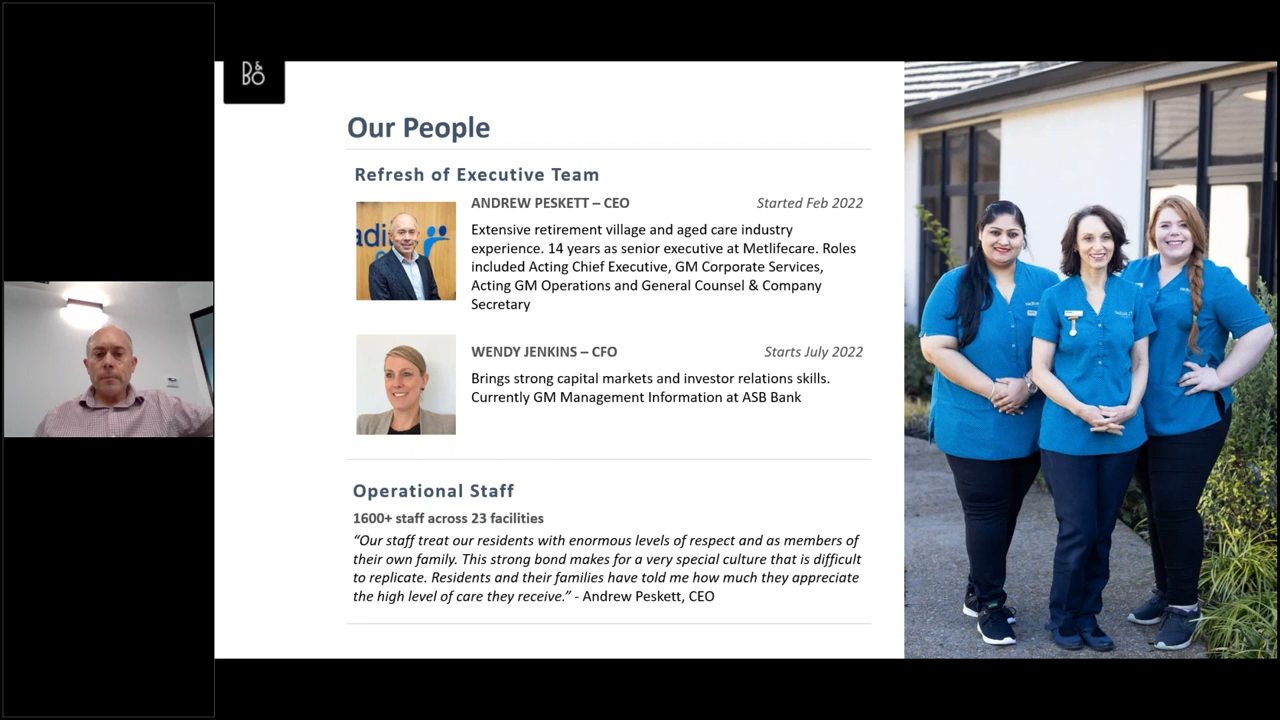 B&
BO
Our People
Refresh of Executive Team
ANDREW PESKETT – CEO
Started Feb 2022
Extensive retirement village and aged care industry
experience. 14 years as senior executive at Metlifecare. Roles
included Acting Chief Executive, GM Corporate Services,
Acting GM Operations and General Counsel & Company
Secretary
WENDY JENKINS – CFO
Starts July 2022
Brings strong capital markets and investor relations skills.
Currently GM Management Information at ASB Bank
Operational Staff
1600+ staff across 23 facilities
“Our staff treat our residents with enormous levels of respect and as members of
their own family. This strong bond makes for a very special culture that is difficult
to replicate. Residents and their families have told me how much they appreciate
the high level of care they receive.” - Andrew Peskett, CEO